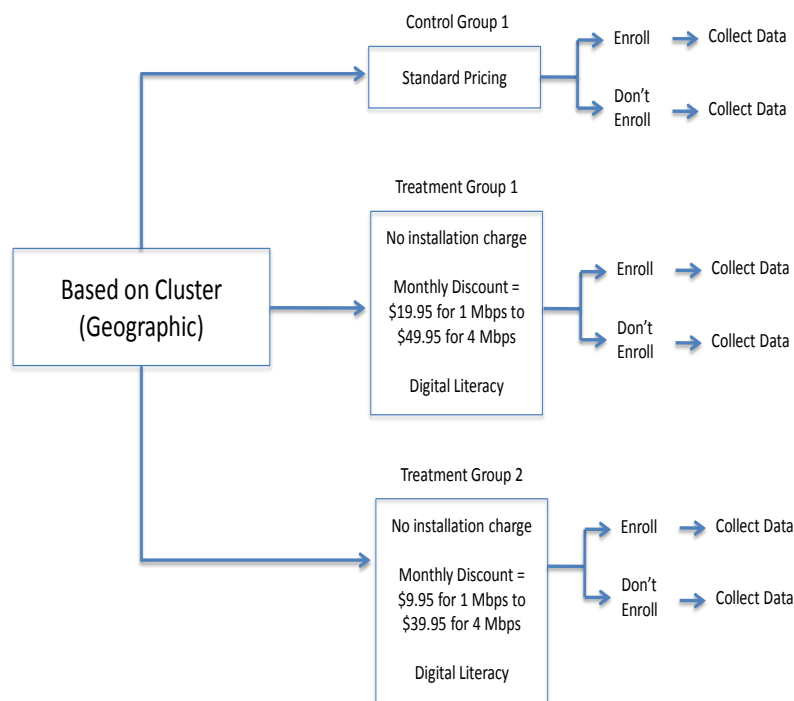 Control Group 1
Standard Pricing
Enroll
Collect Data
Don't
Enroll
Collect Data
Based on Cluster
(Geographic)
Treatment Group 1
No installation charge
Monthly Discount =
$19.95 for 1 Mbps to
$49.95 for 4 Mbps
Digital Literacy
Enroll
Collect Data
Don't
Enroll
Collect Data
Treatment Group 2
No installation charge
Monthly Discount =
$9.95 for 1 Mbps to
$39.95 for 4 Mbps
Digital Literacy
Enroll
Collect Data
Don't
Enroll
Collect Data